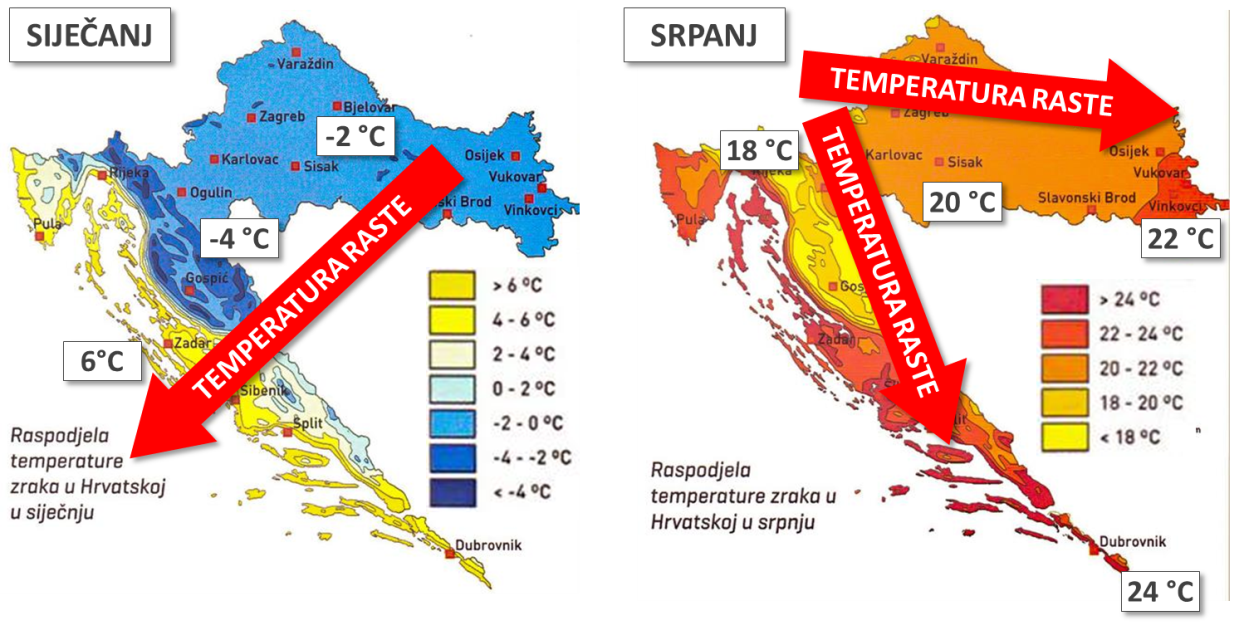 SIJEČANJ
Varaždin
Bjelovar
Zagreb
-2 °C
Karlovac
Sisak
Osijek
Rijeka
Ogulin
Vukovar
ski Brod
Vinkovci
Pula
-4 °C
TEMPERATURA RASTE
Gospić
> 6 °C
4 - 6 °C
2 - 4 °C
0 - 2 °C
-2 - 0 °C
-4 - -2 °C
< -4 °C
Zadar
6°C
Šibenik
Split
Raspodjela
temperature
zraka u Hrvatskoj
u siječnju
Dubrovnik
SRPANJ
Varaždin
TEMPERATURA RASTE
Zagreb
18 °C
Rijeka
Karlovac
Sisak
Osijek
Vukovar
20 °C
Slavonski Brod
Vinkovci
Pula
22 °C
TEMPERATURA RASTE
Gos
> 24 °C
22 - 24 °C
20 - 22 °C
18 - 20 °C
< 18 °C
Zadar
Š
lit
Raspodjela
temperature zraka u
Hrvatskoj u srpnju
n
Dubrovnik
24 °C